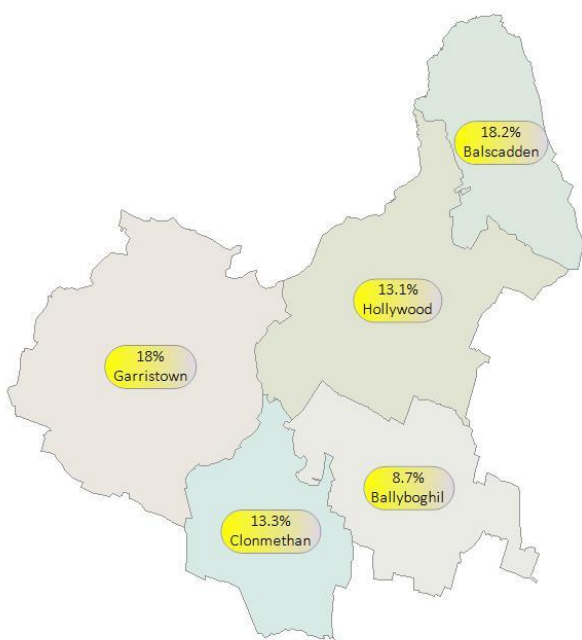 18.2%
Balscadden
13.1%
Hollywood
18%
Garristown
8.7%
Ballyboghil
13.3%
Clonmethan